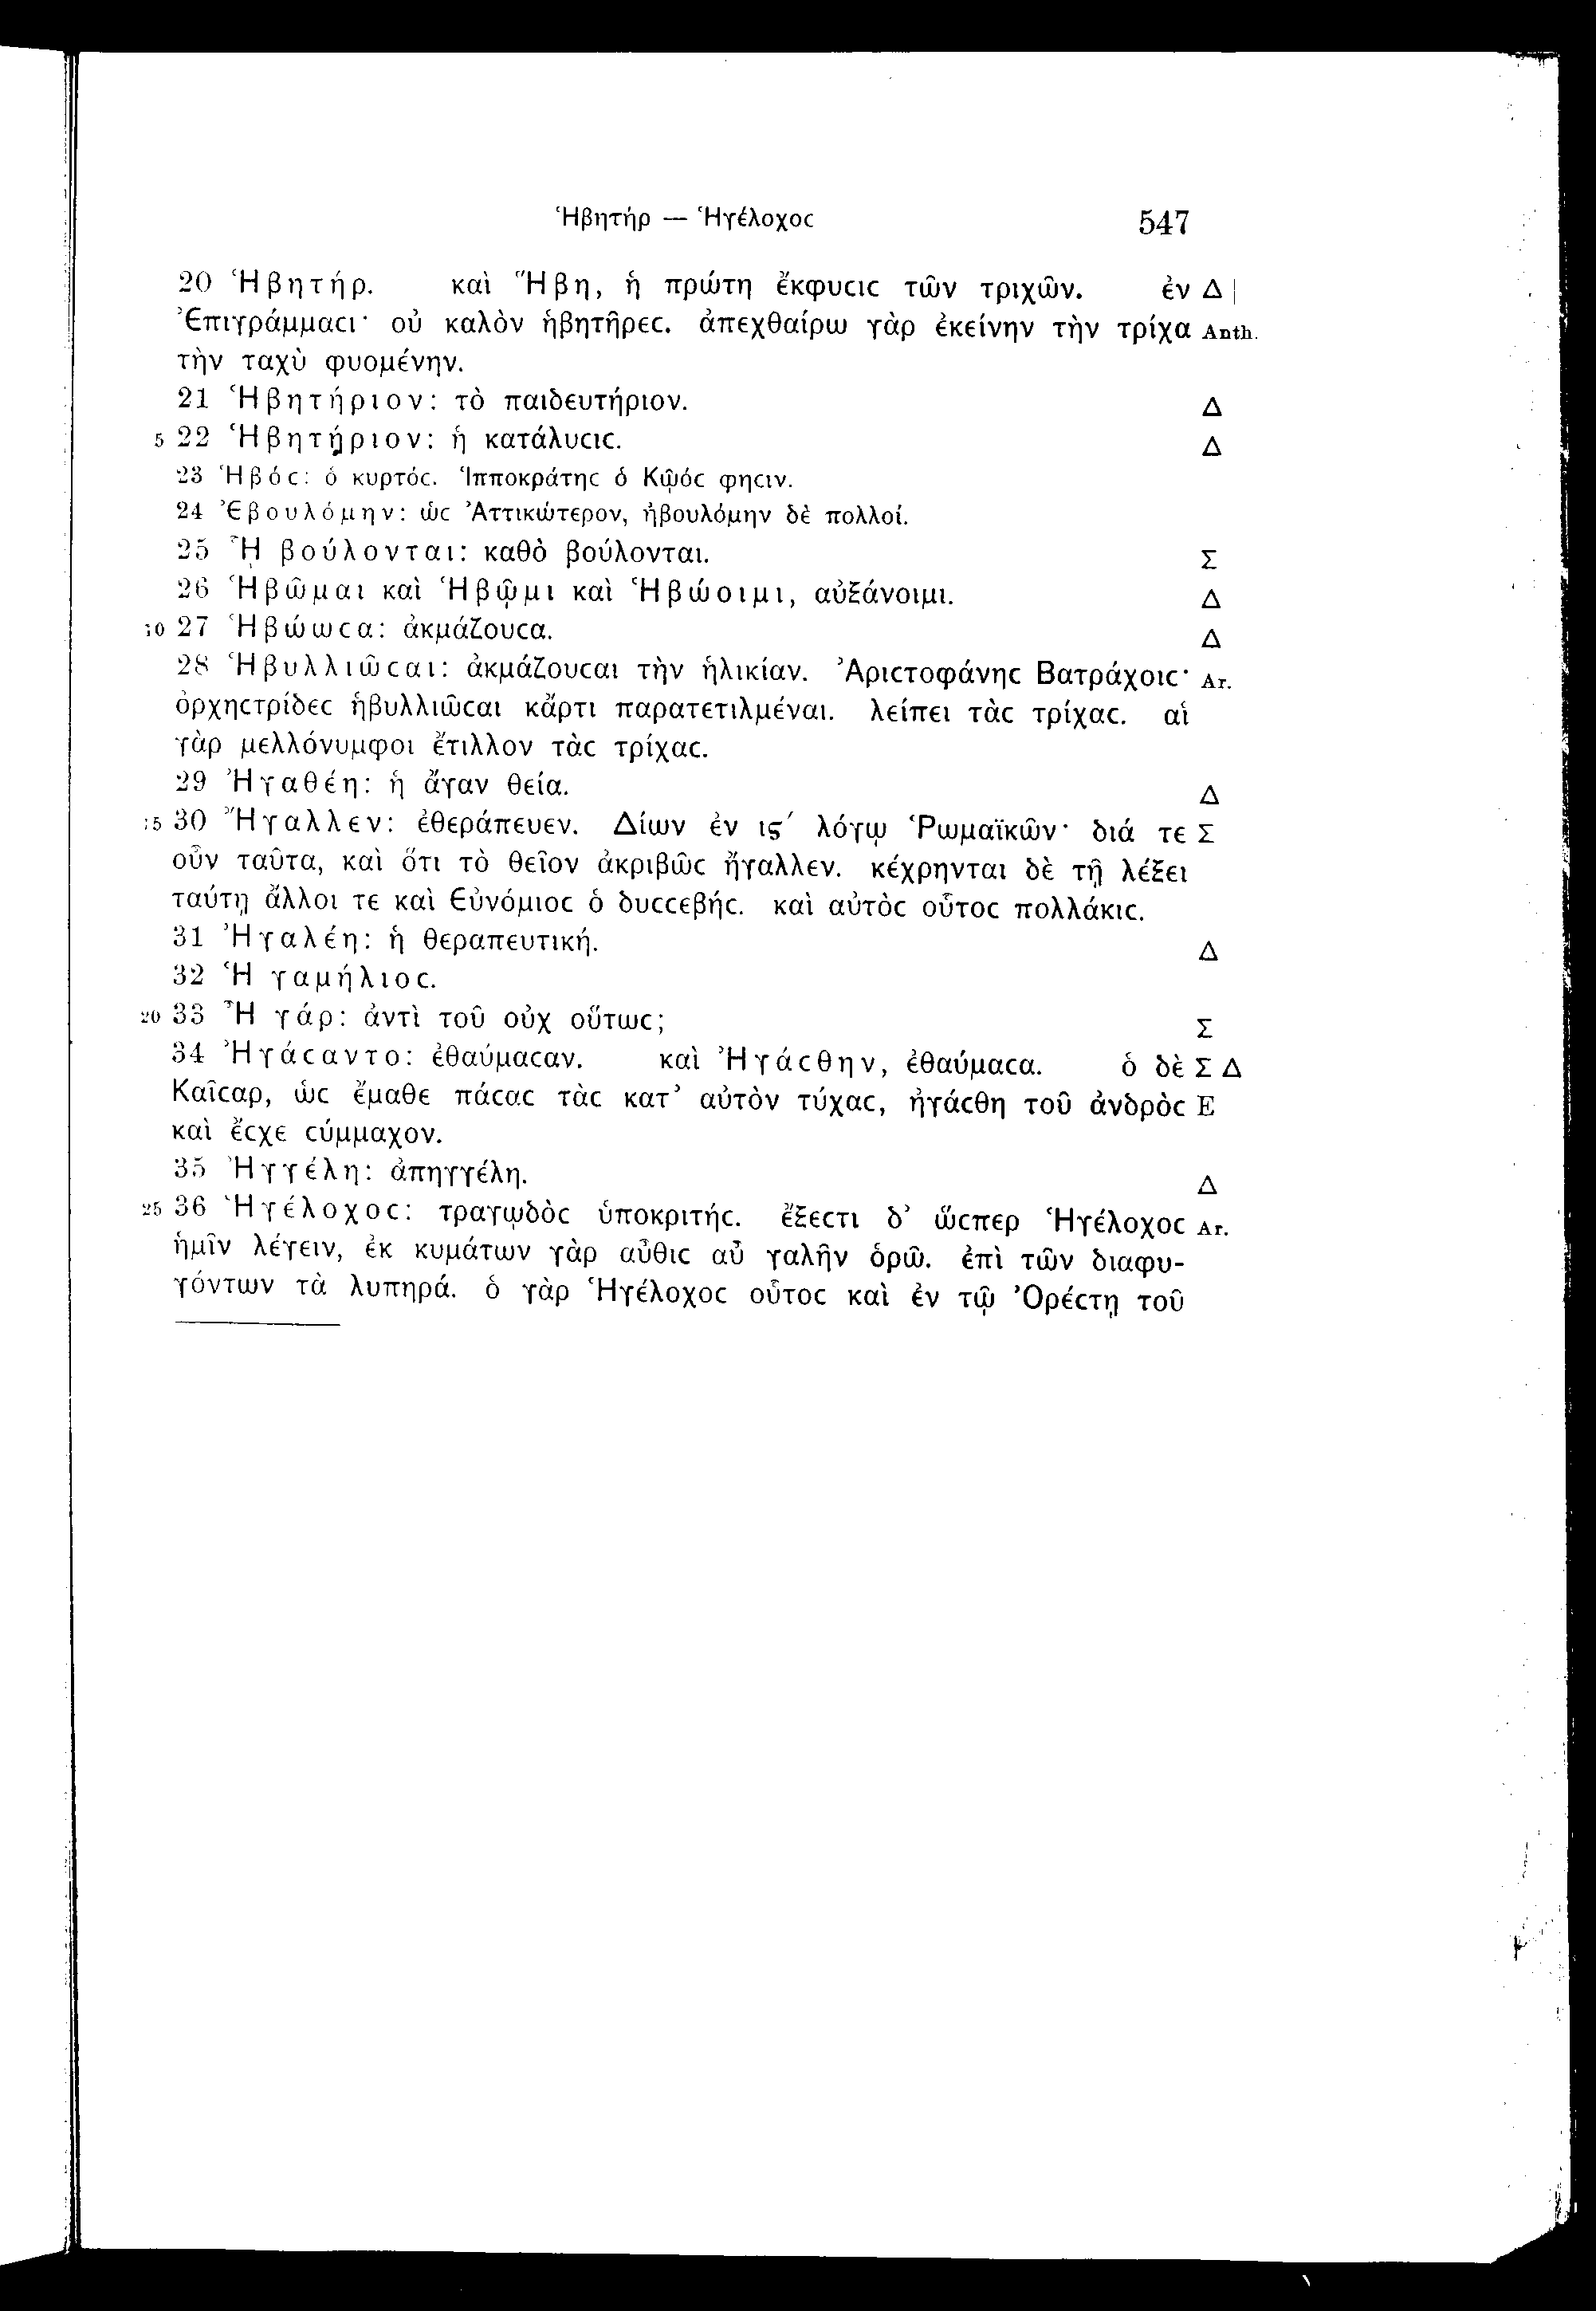 Ἡβητήρ — Ἡγέλοχοϲ 547
20 Ἡβητήρ. καὶ Ἥβη, ἡ πρώτη ἔκφυϲιϲ τῶν τριχῶν. ἐν Δ |
Ἐπιγράμμαϲι· οὐ καλὸν ἡβητῆρεϲ. ἀπεχθαίρω γὰρ ἐκείνην τὴν τρίχα Anth.
τὴν ταχὺ φυομένην.
21 Ἡβητήριον: τὸ παιδευτήριον. Δ
5 22 Ἡβητῄριον: ἡ κατάλυϲιϲ. Δ
23 Ἡβόϲ: ὁ κυρτόϲ. Ἱπποκράτηϲ ὁ Κῷόϲ φηϲιν.
24 Ἐβουλόμην: ὡϲ Ἀττικώτερον, ἠβουλόμην δὲ πολλοί.
25 ᾟ βούλονται: καθὸ βούλονται. Σ
26 Ἡβῶμαι καὶ Ἡβῷμι καὶ Ἡβώοιμι, αὐξάνοιμι. Δ
10 27 Ἡβώωϲα: ἀκμάζουϲα. Δ
28 Ἡβυλλιῶϲαι: ἀκμάζουϲαι τὴν ἡλικίαν. Ἀριϲτοφάνηϲ Βατράχοιϲ· Ar.
ὀρχηϲτρίδεϲ ἡβυλλιῶϲαι κἄρτι παρατετιλμέναι. λείπει τὰϲ τρίχαϲ. αἱ
γὰρ μελλόνυμφοι ἔτιλλον τὰϲ τρίχαϲ.
29 Ἠγαθέη: ἡ ἄγαν θεία. Δ
15 30 Ἤγαλλεν: ἐθεράπευεν. Δίων ἐν ιϛ′ λόγῳ Ῥωμαϊκῶν· διά τε Σ
οὖν ταῦτα, καὶ ὅτι τὸ θεῖον ἀκριβῶϲ ἤγαλλεν. κέχρηνται δὲ τῇ λέξει
ταύτῃ ἄλλοι τε καὶ Εὐνόμιοϲ ὁ δυϲϲεβήϲ. καὶ αὐτὸϲ οὗτοϲ πολλάκιϲ.
31 Ἠγαλέη: ἡ θεραπευτική. Δ
32 Ἡ γαμήλιοϲ.
20 33 Ἦ γάρ: ἀντὶ τοῦ οὐχ οὕτωϲ; Σ
34 Ἠγάϲαντο: ἐθαύμαϲαν. καὶ Ἠγάϲθην, ἐθαύμαϲα. ὁ δὲ Σ Δ
Καῖϲαρ, ὡϲ ἔμαθε πάϲαϲ τὰϲ κατ’ αὐτὸν τύχαϲ, ἠγάϲθη τοῦ ἀνδρὸϲ E
καὶ ἔϲχε ϲύμμαχον.
35 Ἠγγέλη: ἀπηγγέλη. Δ
25 36 Ἡγέλοχοϲ: τραγῳδὸϲ ὑποκριτήϲ. ἔξεϲτι δ’ ὥϲπερ Ἡγέλοχοϲ Ar.
ἡμῖν λέγειν, ἐκ κυμάτων γὰρ αὖθιϲ αὖ γαλῆν ὁρῶ. ἐπὶ τῶν διαφυ-
γόντων τὰ λυπηρά. ὁ γὰρ Ἡγέλοχοϲ οὗτοϲ καὶ ἐν τῷ Ὀρέϲτῃ τοῦ